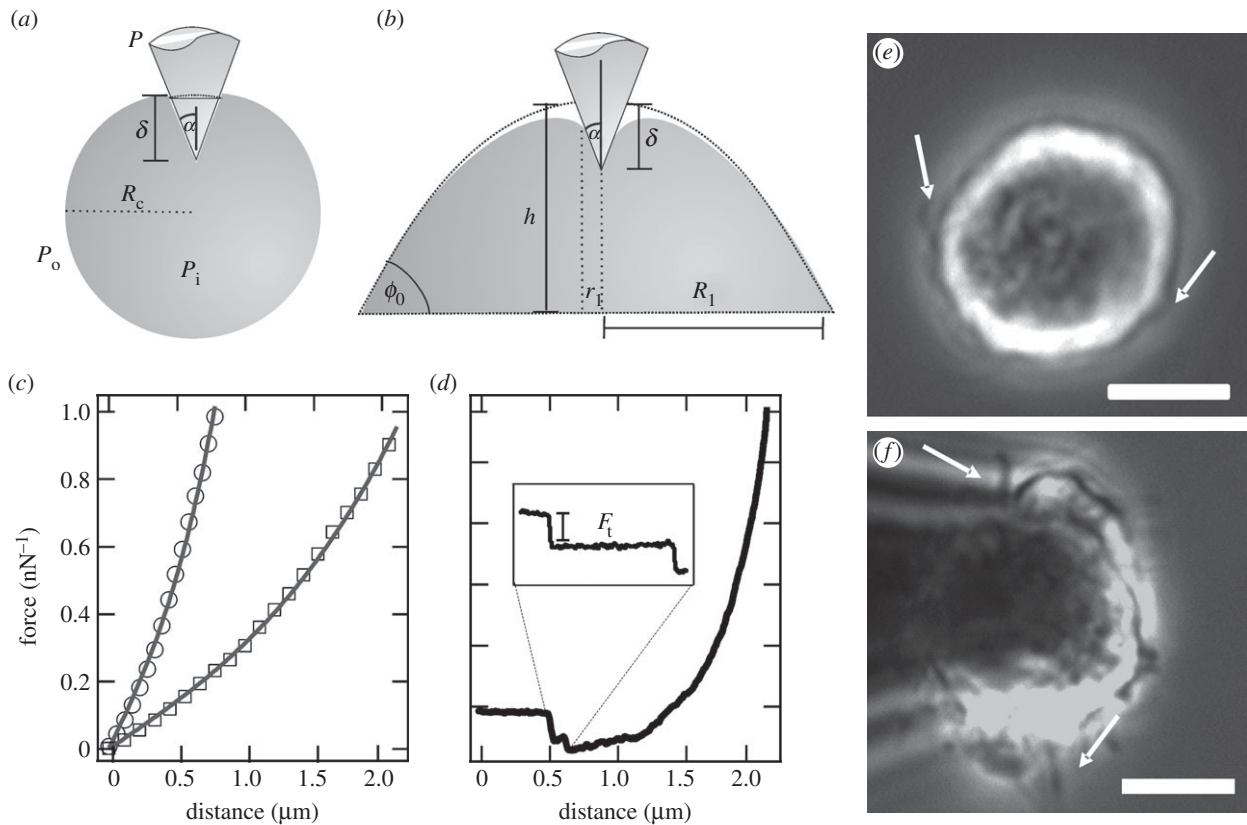 (a)
P
δ
α
R_c
P_o
P_i
(b)
α
δ
h
ϕ_0
r_1
R_1
(c)
1.0
0.8
0.6
0.4
0.2
0
force (nN⁻¹)
0 0.5 1.0 1.5 2.0
distance (μm)
(d)
F_t
0 0.5 1.0 1.5 2.0
distance (μm)
(e)
(f)